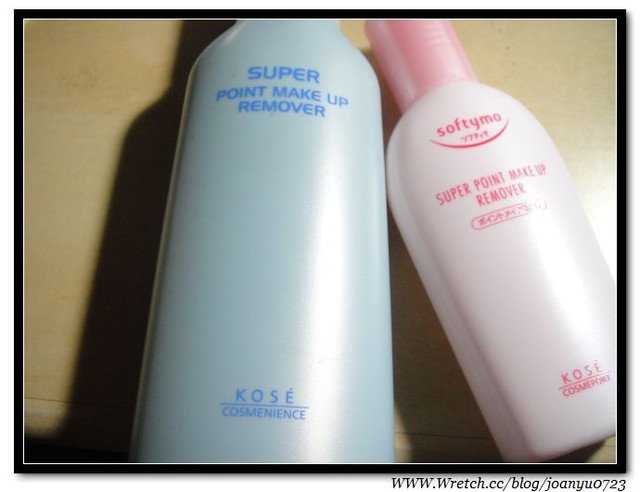 SUPER
POINT MAKE UP
REMOVER
KOSÉ
COSMENIENCE
softymo
ソフティモ
SUPER POINT MAKE UP
REMOVER
KOSÉ
COSMEPORT
WWW.Wretch.cc/blog/joanyu0723